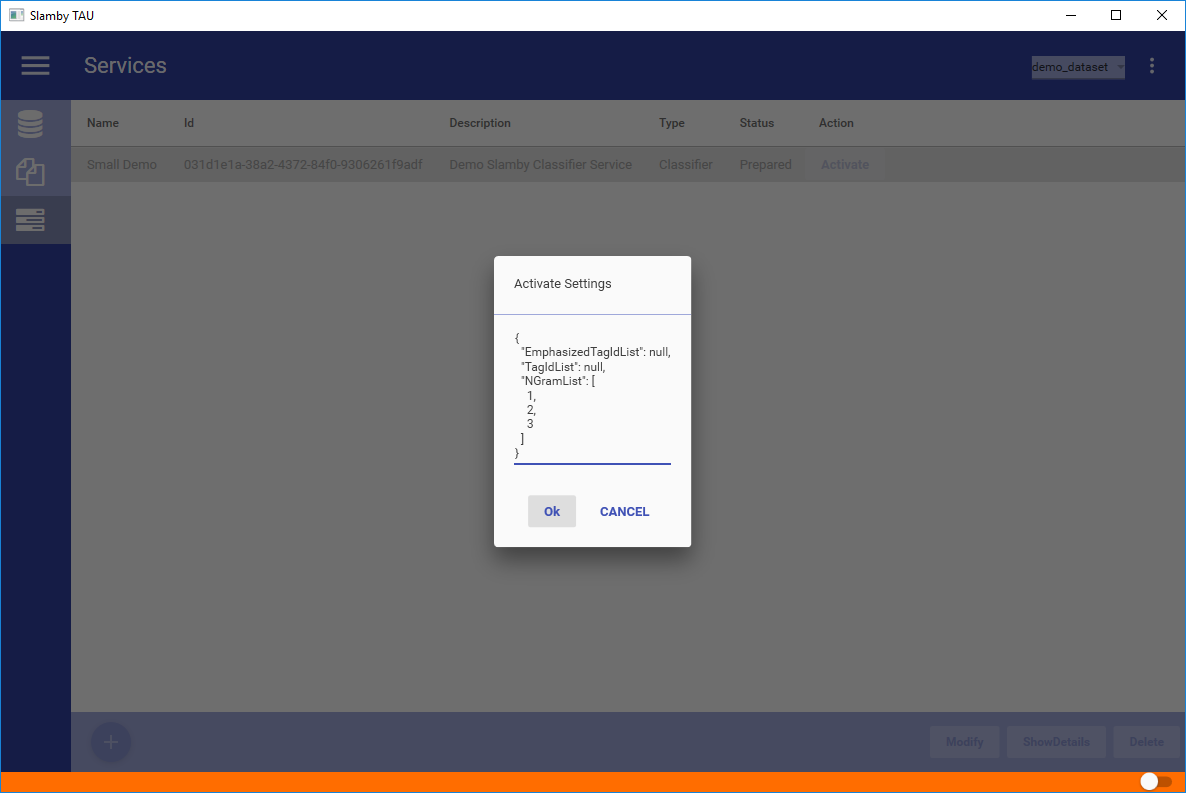 Slamby TAU
Services
demo_dataset
Name Id Description Type Status Action
Small Demo 031d1e1a-38a2-4372-84f0-9306261f9adf Demo Slamby Classifier Service Classifier Prepared Activate
Activate Settings
{
"EmphasizedTagIdList": null,
"TagIdList": null,
"NGramList": [
1,
2,
3
]
}
Ok CANCEL
Modify ShowDetails Delete